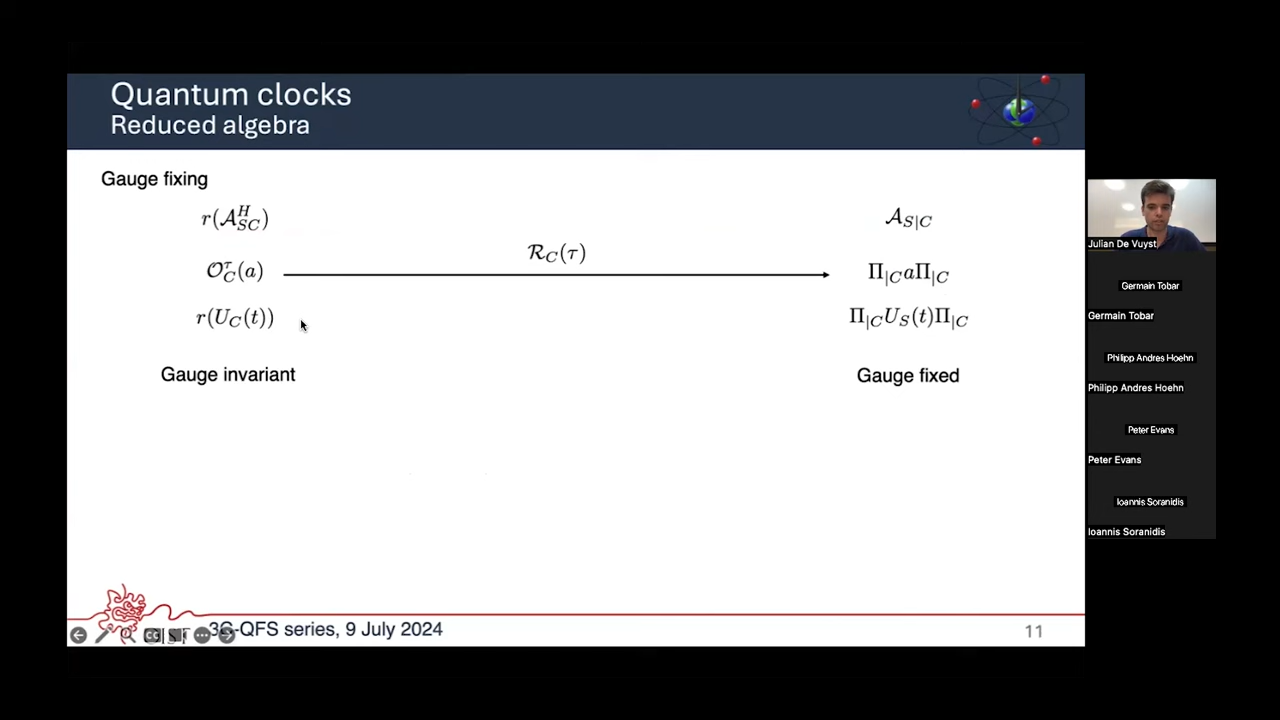 Quantum clocks
Reduced algebra
Gauge fixing
r(𝒜^H_{SC})
𝒜_{S|C}
ℛ_C(τ)
𝒪^τ_C(a)
Π_{|C}aΠ_{|C}
r(U_C(t))
Π_{|C}U_S(t)Π_{|C}
Gauge invariant
Gauge fixed
3G-QFS series, 9 July 2024
11
Julian De Vuyst
Germain Tobar
Germain Tobar
Philipp Andres Hoehn
Philipp Andres Hoehn
Peter Evans
Peter Evans
Ioannis Soranidis
Ioannis Soranidis